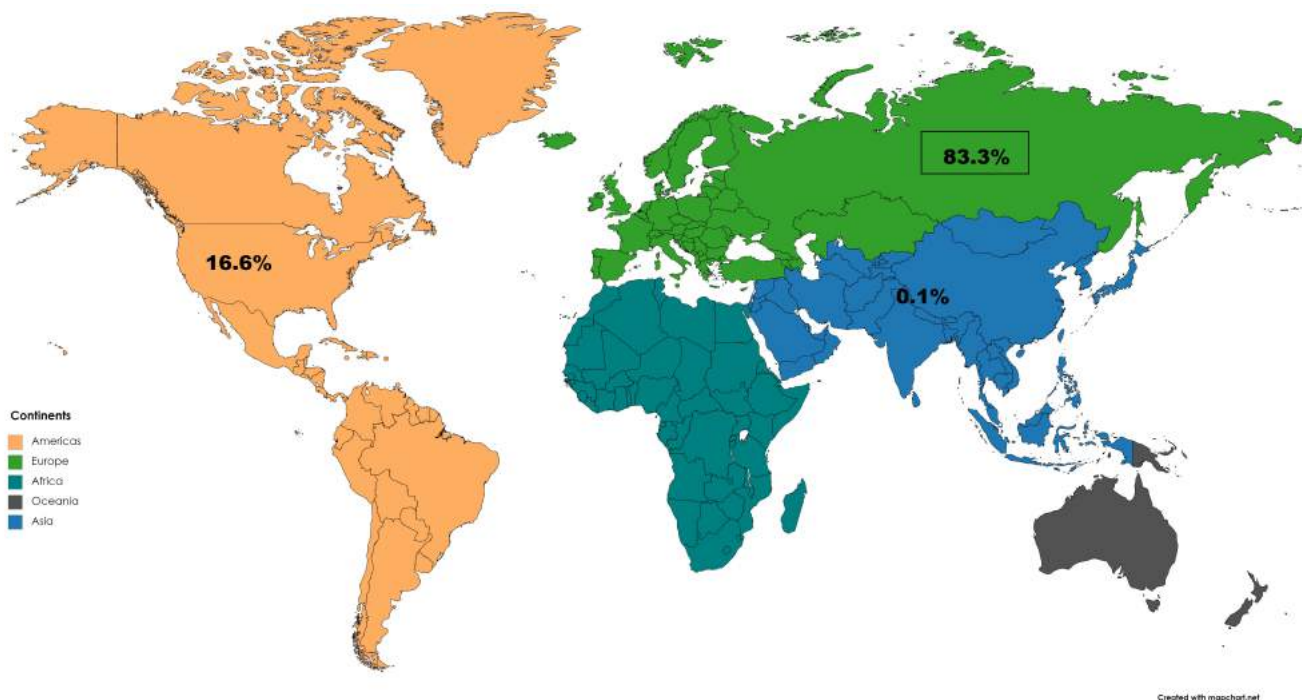 83.3%
16.6%
0.1%
Continents
Americas
Europe
Africa
Oceania
Asia
Created with mapchart.net